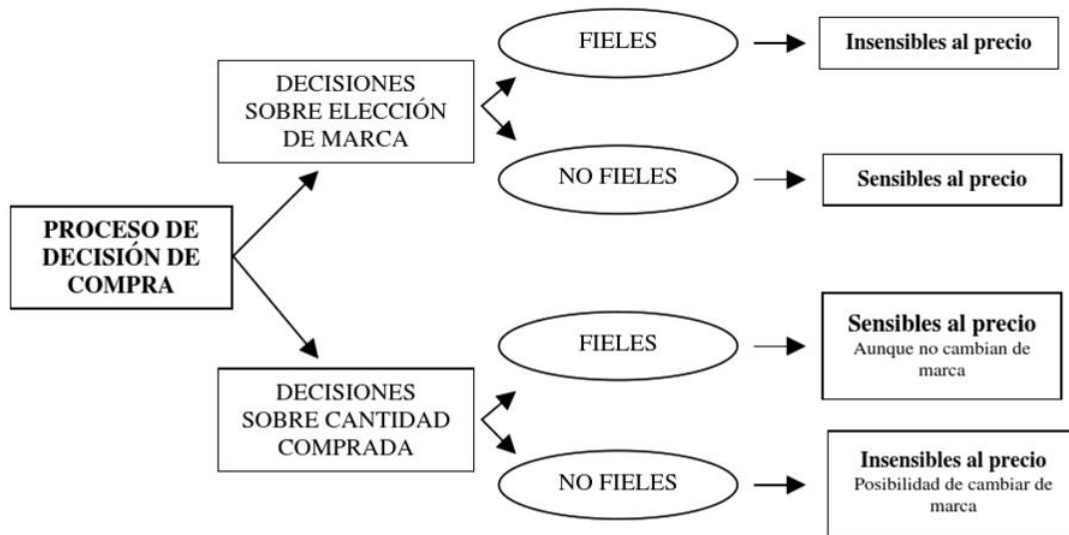 PROCESO DE
DECISIÓN DE
COMPRA
DECISIONES
SOBRE ELECCIÓN
DE MARCA
FIELES
Insensibles al precio
NO FIELES
Sensibles al precio
DECISIONES
SOBRE CANTIDAD
COMPRADA
FIELES
Sensibles al precio
Aunque no cambian de
marca
NO FIELES
Insensibles al precio
Posibilidad de cambiar de
marca